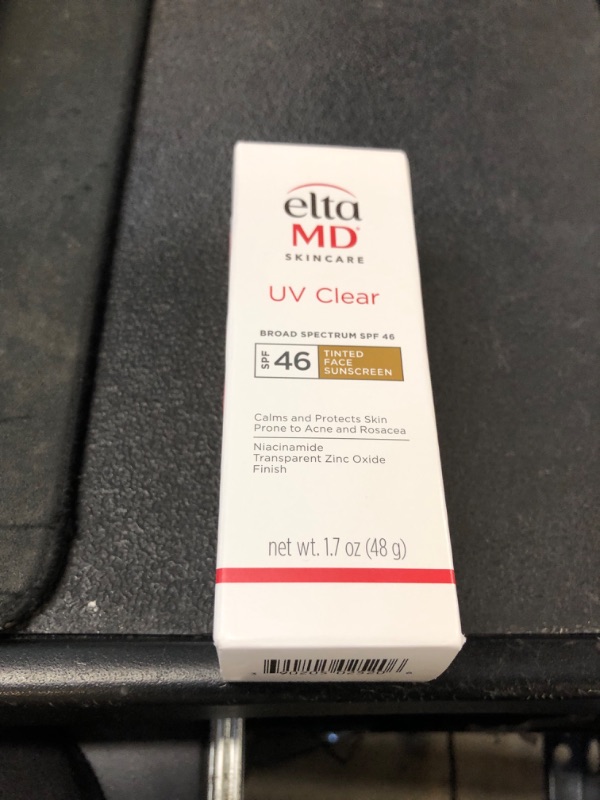 elta
MD
SKINCARE
UV Clear
BROAD SPECTRUM SPF 46
SPF 46 TINTED
FACE
SUNSCREEN
Calms and Protects Skin
Prone to Acne and Rosacea
Niacinamide
Transparent Zinc Oxide
Finish
net wt. 1.7 oz (48 g)